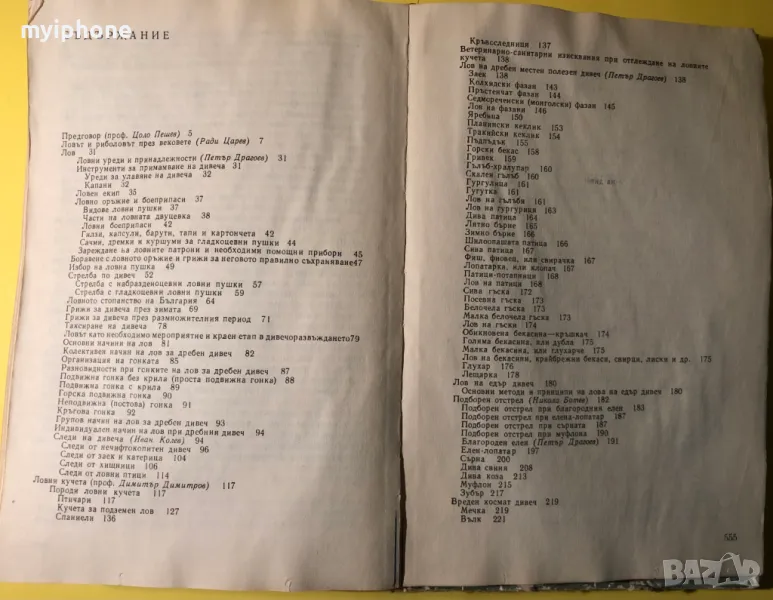 myiphone
СЪДЪРЖАНИЕ
Предговор (проф. Цоло Пешев) 5
Ловът и риболовът през вековете (Ради Царев) 7
Лов 31
Ловни уреди и принадлежности (Петър Драгоев) 31
Инструменти за примамване на дивеча 31
Уреди за улавяне на дивеча 32
Капани 32
Ловен екип 35
Ловно оръжие и боеприпаси 37
Видове ловни пушки 37
Части на ловната двуцевка 38
Ловни боеприпаси 42
Гилзи, капсули, барути, тапи и картончета 42
Сачми, дремки и куршуми за гладкоцевни пушки 44
Зареждане на ловните патрони и необходими помощни прибори 45
Боравене с ловното оръжие и грижи за неговото правилно съхраняване 47
Избор на ловна пушка 49
Стрелба по дивеч 52
Стрелба с набразденоцевни ловни пушки 57
Стрелба с гладкоцевни ловни пушки 59
Ловното стопанство на България 64
Грижи за дивеча през зимата 69
Грижи за дивеча през размножителния период 71
Таксиране на дивеча 78
Ловът като необходимо мероприятие и краен етап в дивечоразвъждането 79
Основни начини на лов 81
Колективен начин на лов за дребен дивеч 82
Организация на гонката 85
Разновидности при гонките на лов за дребен дивеч 87
Подвижна гонка без крила (проста подвижна гонка) 88
Подвижна гонка с крила 89
Горска подвижна гонка 90
Неподвижна (постова) гонка 91
Кръгова гонка 92
Групов начин на лов за дребен дивеч 93
Индивидуален начин на лов при дребния дивеч 94
Следи на дивеча (Иван Колев) 94
Следи от нечифтокопитен дивеч 96
Следи от заек и катерица 104
Следи от хищници 106
Следи от ловни птици 114
Ловни кучета (проф. Димитър Димитров) 117
Породи ловни кучета 117
Птичари 117
Кучета за подземен лов 127
Спаниели 136
Кръвоследници 137
Ветеринарно-санитарни изисквания при отглеждане на ловните
кучета 138
Лов на дребен местен полезен дивеч (Петър Драгоев) 138
Заек 138
Колхидски фазан 143
Пръстенчат фазан 144
Седмореченски (монголски) фазан 145
Лов на фазани 146
Яребица 150
Планински кеклик 153
Тракийски кеклик 154
Пъдпъдък 155
Горски бекас 158
Гривек 159
Гълъб-хралупар 160
Скален гълъб 160
Гургулица 161
Гугутка 161
Лов на гълъби 161
Лов на гургурики 163
Дива патица 164
Лятно бърне 165
Зимно бърне 166
Шилоопашата патица 166
Сива патица 167
Фиш, фиовец, или свирачка 167
Лопатарка, или клопач 167
Патици-потапници 168
Лов на патици 168
Сива гъска 172
Посевна гъска 173
Белочела гъска 173
Малка белочела гъска 173
Лов на гъски 174
Обикновена бекасина—крьшкач 174
Голяма бекасина, или дубла 175
Малка бекасина, или глухарче 175
Лов на бекасини, крайбрежни бекаси, свирци, лиски и др. 175
Глухар 176
Лещарка 178
Лов на едър дивеч 180
Основни методи и принципи на лова на едър дивеч 180
Подборен отстрел (Никола Ботев) 182
Подборен отстрел при благородния елен 183
Подборен отстрел при елена-лопатар 187
Подборен отстрел при сърната 187
Подборен отстрел при муфлона 190
Благороден елен (Петър Драгоев) 191
Елен-лопатар 197
Сърна 200
Дива свиня 208
Дива коза 213
Муфлон 215
Зубър 217
Вреден космат дивеч 219
Мечка 219
Вълк 221
555
BAZAR
bazar.bg